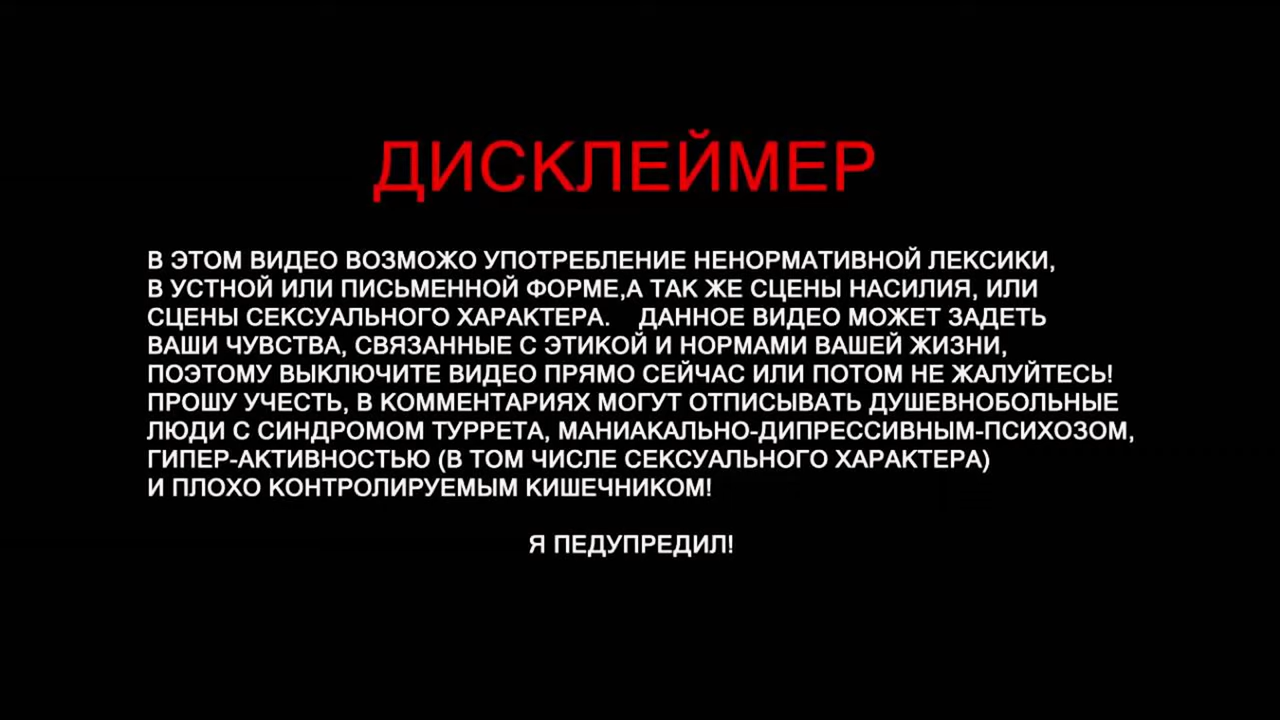 ДИСКЛЕЙМЕР
В ЭТОМ ВИДЕО ВОЗМОЖО УПОТРЕБЛЕНИЕ НЕНОРМАТИВНОЙ ЛЕКСИКИ,
В УСТНОЙ ИЛИ ПИСЬМЕННОЙ ФОРМЕ,А ТАК ЖЕ СЦЕНЫ НАСИЛИЯ, ИЛИ
СЦЕНЫ СЕКСУАЛЬНОГО ХАРАКТЕРА. ДАННОЕ ВИДЕО МОЖЕТ ЗАДЕТЬ
ВАШИ ЧУВСТВА, СВЯЗАННЫЕ С ЭТИКОЙ И НОРМАМИ ВАШЕЙ ЖИЗНИ,
ПОЭТОМУ ВЫКЛЮЧИТЕ ВИДЕО ПРЯМО СЕЙЧАС ИЛИ ПОТОМ НЕ ЖАЛУЙТЕСЬ!
ПРОШУ УЧЕСТЬ, В КОММЕНТАРИЯХ МОГУТ ОТПИСЫВАТЬ ДУШЕВНОБОЛЬНЫЕ
ЛЮДИ С СИНДРОМОМ ТУРРЕТА, МАНИАКАЛЬНО-ДИПРЕССИВНЫМ-ПСИХОЗОМ,
ГИПЕР-АКТИВНОСТЬЮ (В ТОМ ЧИСЛЕ СЕКСУАЛЬНОГО ХАРАКТЕРА)
И ПЛОХО КОНТРОЛИРУЕМЫМ КИШЕЧНИКОМ!
Я ПЕДУПРЕДИЛ!